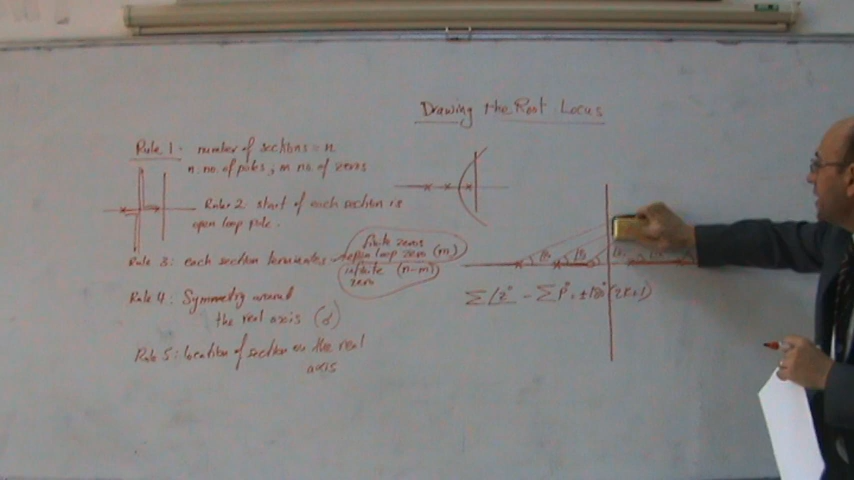 Drawing the Root Locus
Rule 1: number of sections = n
n: no. of poles, m no. of zeros
Rule 2: start of each section is
open loop pole.
Rule 3: each section terminates
finite zeros
open loop zero (m)
infinite (n-m)
zero
Rule 4: Symmetry around
the real axis (σ)
Rule 5: location of section on the real
axis
∑∠z° - ∑P° = ±180° (2K+1)